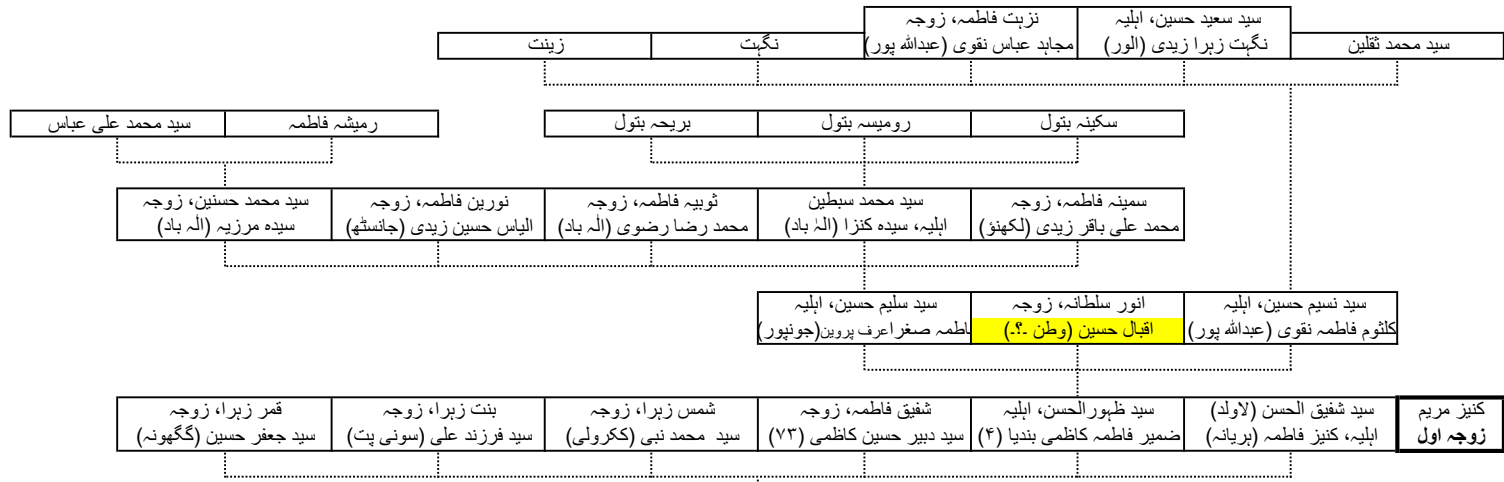 نزہت فاطمہ، زوجہ
مجاہد عباس نقوی (عبداللہ پور)
سید سعید حسین، اہلیہ
نگہت زہرا زیدی (الور)
سید محمد ثقلین
نگہت
زینت
سکینہ بتول
رومیسہ بتول
بریحہ بتول
رمیشہ فاطمہ
سید محمد علی عباس
سمینہ فاطمہ، زوجہ
محمد علی باقر زیدی (لکھنؤ)
سید محمد سبطین
اہلیہ، سیدہ کنزا (الہٰ باد)
ثوبیہ فاطمہ، زوجہ
محمد رضا رضوی (الٰہ باد)
نورین فاطمہ، زوجہ
الیاس حسین زیدی (جانسٹھ)
سید محمد حسنین، زوجہ
سیدہ مرزیہ (الٰہ باد)
سید نسیم حسین، اہلیہ
کلثوم فاطمہ نقوی (عبداللہ پور)
انور سلطانہ، زوجہ
اقبال حسین (وطن ـ؟ـ)
سید سلیم حسین، اہلیہ
فاطمہ صغرا عرف پروین(جونپور)
کنیز مریم
زوجہ اول
سید شفیق الحسن (لاولد)
اہلیہ، کنیز فاطمہ (ہریانہ)
سید ظہورالحسن، اہلیہ
ضمیر فاطمہ کاظمی بندیا (۴)
شفیق فاطمہ، زوجہ
سید دبیر حسین کاظمی (۷۳)
شمس زہرا، زوجہ
سید محمد نبی (ککرولی)
بنت زہرا، زوجہ
سید فرزند علی (سونی پت)
قمر زہرا، زوجہ
سید جعفر حسین (گگھونہ)